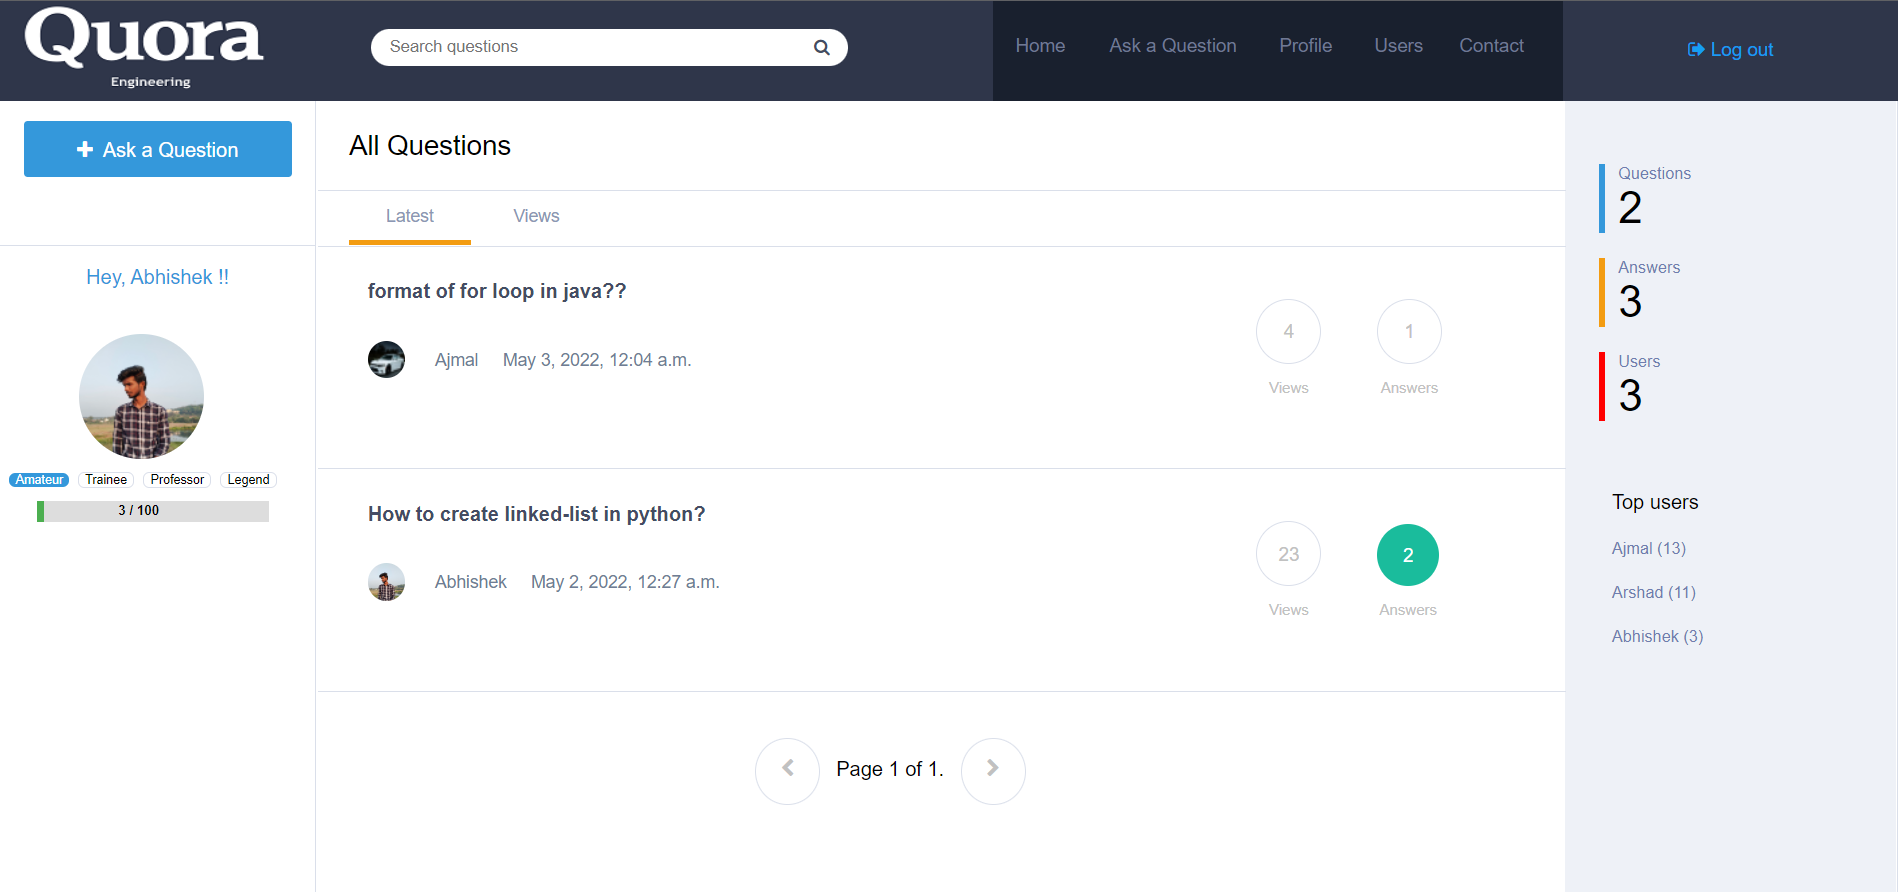 Quora
Engineering
Search questions
Home Ask a Question Profile Users Contact
Log out
Ask a Question
Hey, Abhishek !!
Amateur Trainee Professor Legend
3 / 100
All Questions
Latest Views
format of for loop in java??
Ajmal May 3, 2022, 12:04 a.m.
4 1
Views Answers
How to create linked-list in python?
Abhishek May 2, 2022, 12:27 a.m.
23 2
Views Answers
Page 1 of 1.
Questions
2
Answers
3
Users
3
Top users
Ajmal (13)
Arshad (11)
Abhishek (3)